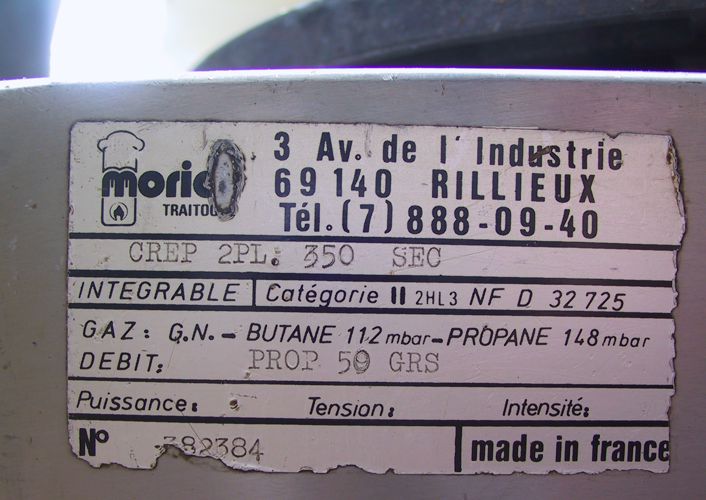 3 Av. de l' Industrie
69140 RILLIEUX
Tél. (7) 888-09-40
CREP 2PL. 350 SEC
INTEGRABLE Catégorie II 2HL3 NF D 32 725
GAZ: G.N. - BUTANE 112 mbar - PROPANE 148 mbar
DEBIT: PROP 50 GRS
Puissance: Tension: Intensité:
N° 382384 made in france